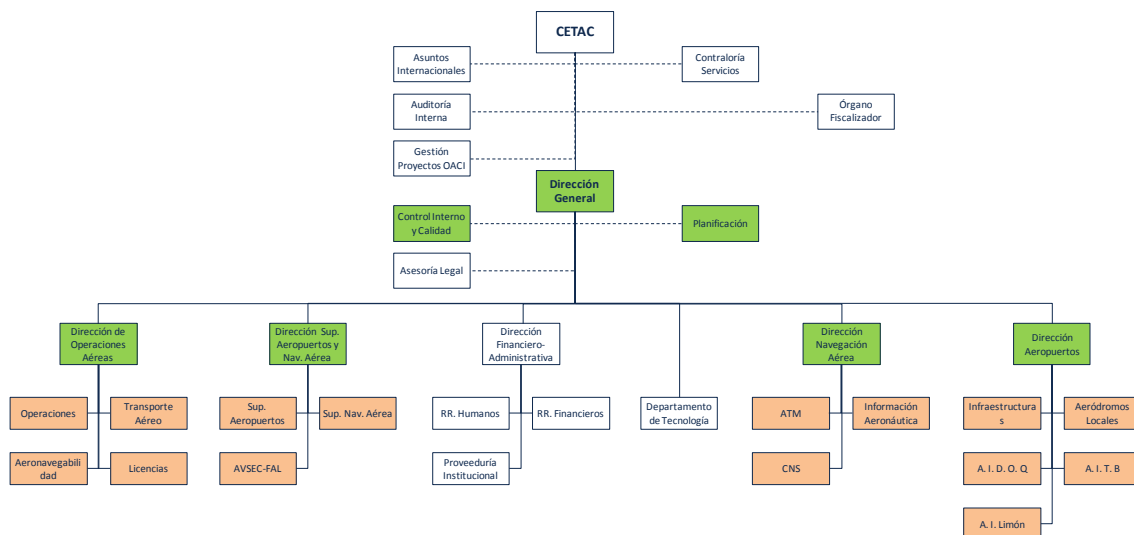 CETAC
Asuntos
Internacionales
Contraloría
Servicios
Auditoría
Interna
Órgano
Fiscalizador
Gestión
Proyectos OACI
Dirección
General
Control Interno
y Calidad
Planificación
Asesoría Legal
Dirección de
Operaciones
Aéreas
Dirección Sup.
Aeropuertos y
Nav. Aérea
Dirección
Financiero-
Administrativa
Dirección
Navegación
Aérea
Dirección
Aeropuertos
Operaciones
Transporte
Aéreo
Sup.
Aeropuertos
Sup. Nav. Aérea
RR. Humanos
RR. Financieros
Departamento
de Tecnología
ATM
Información
Aeronáutica
Infraestructura
s
Aeródromos
Locales
Aeronavegabili
dad
Licencias
AVSEC-FAL
Proveeduría
Institucional
CNS
A. I. D. O. Q
A. I. T. B
A. I. Limón